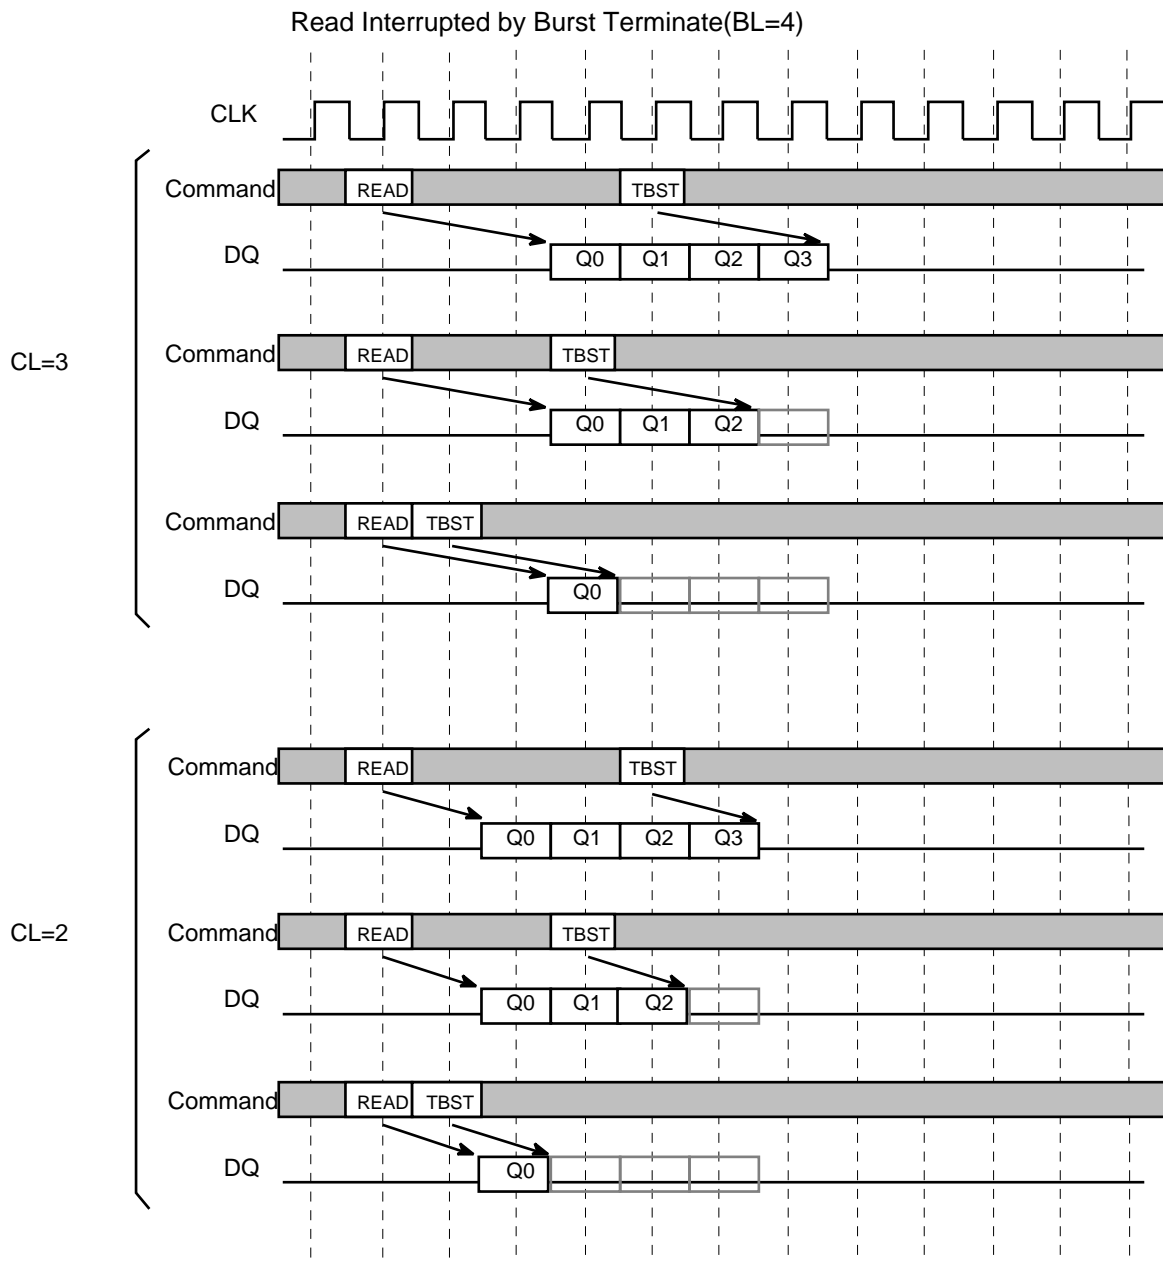 Read Interrupted by Burst Terminate(BL=4)
CLK
Command READ TBST
DQ Q0 Q1 Q2 Q3
CL=3
Command READ TBST
DQ Q0 Q1 Q2
Command READ TBST
DQ Q0
Command READ TBST
DQ Q0 Q1 Q2 Q3
CL=2
Command READ TBST
DQ Q0 Q1 Q2
Command READ TBST
DQ Q0